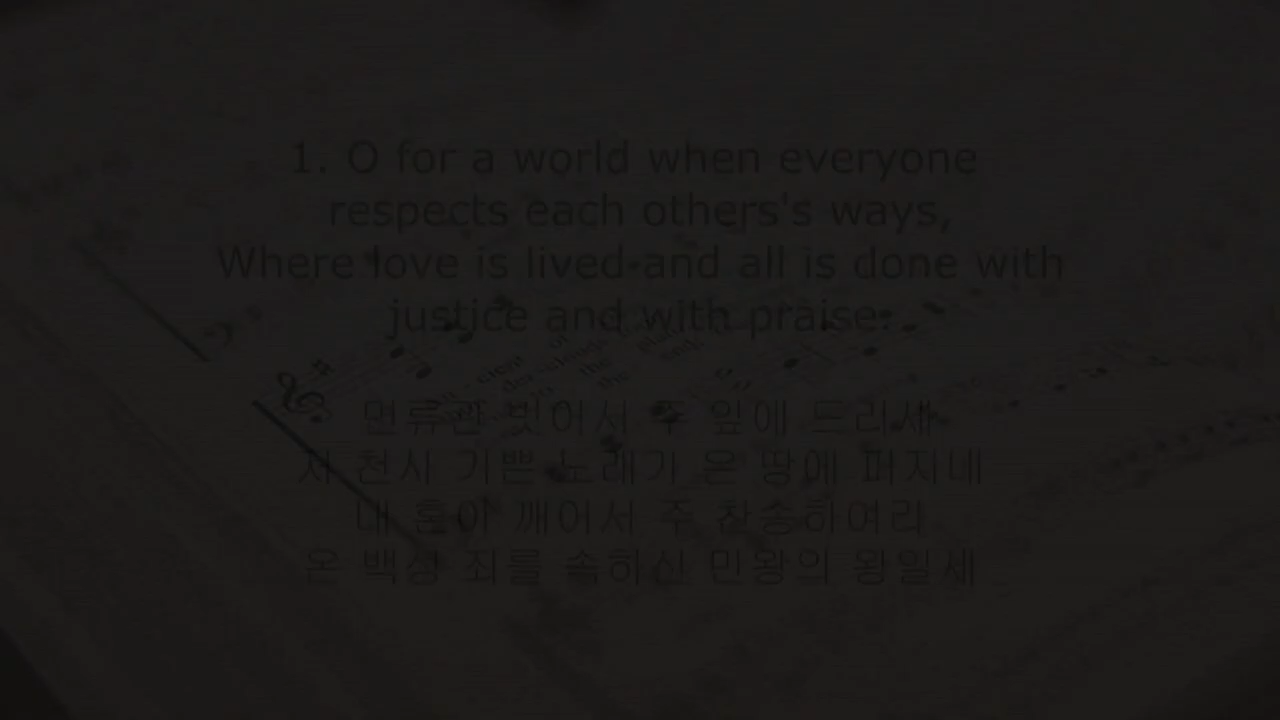 1. O for a world when everyone
respects each others's ways,
Where love is lived and all is done with
justice and with praise.
면류관 벗어서 주 앞에 드리세
저 천사 기쁜 노래가 온 땅에 퍼지네
내 혼아 깨어서 주 찬송하여라
온 백성 죄를 속하신 만왕의 왕일세